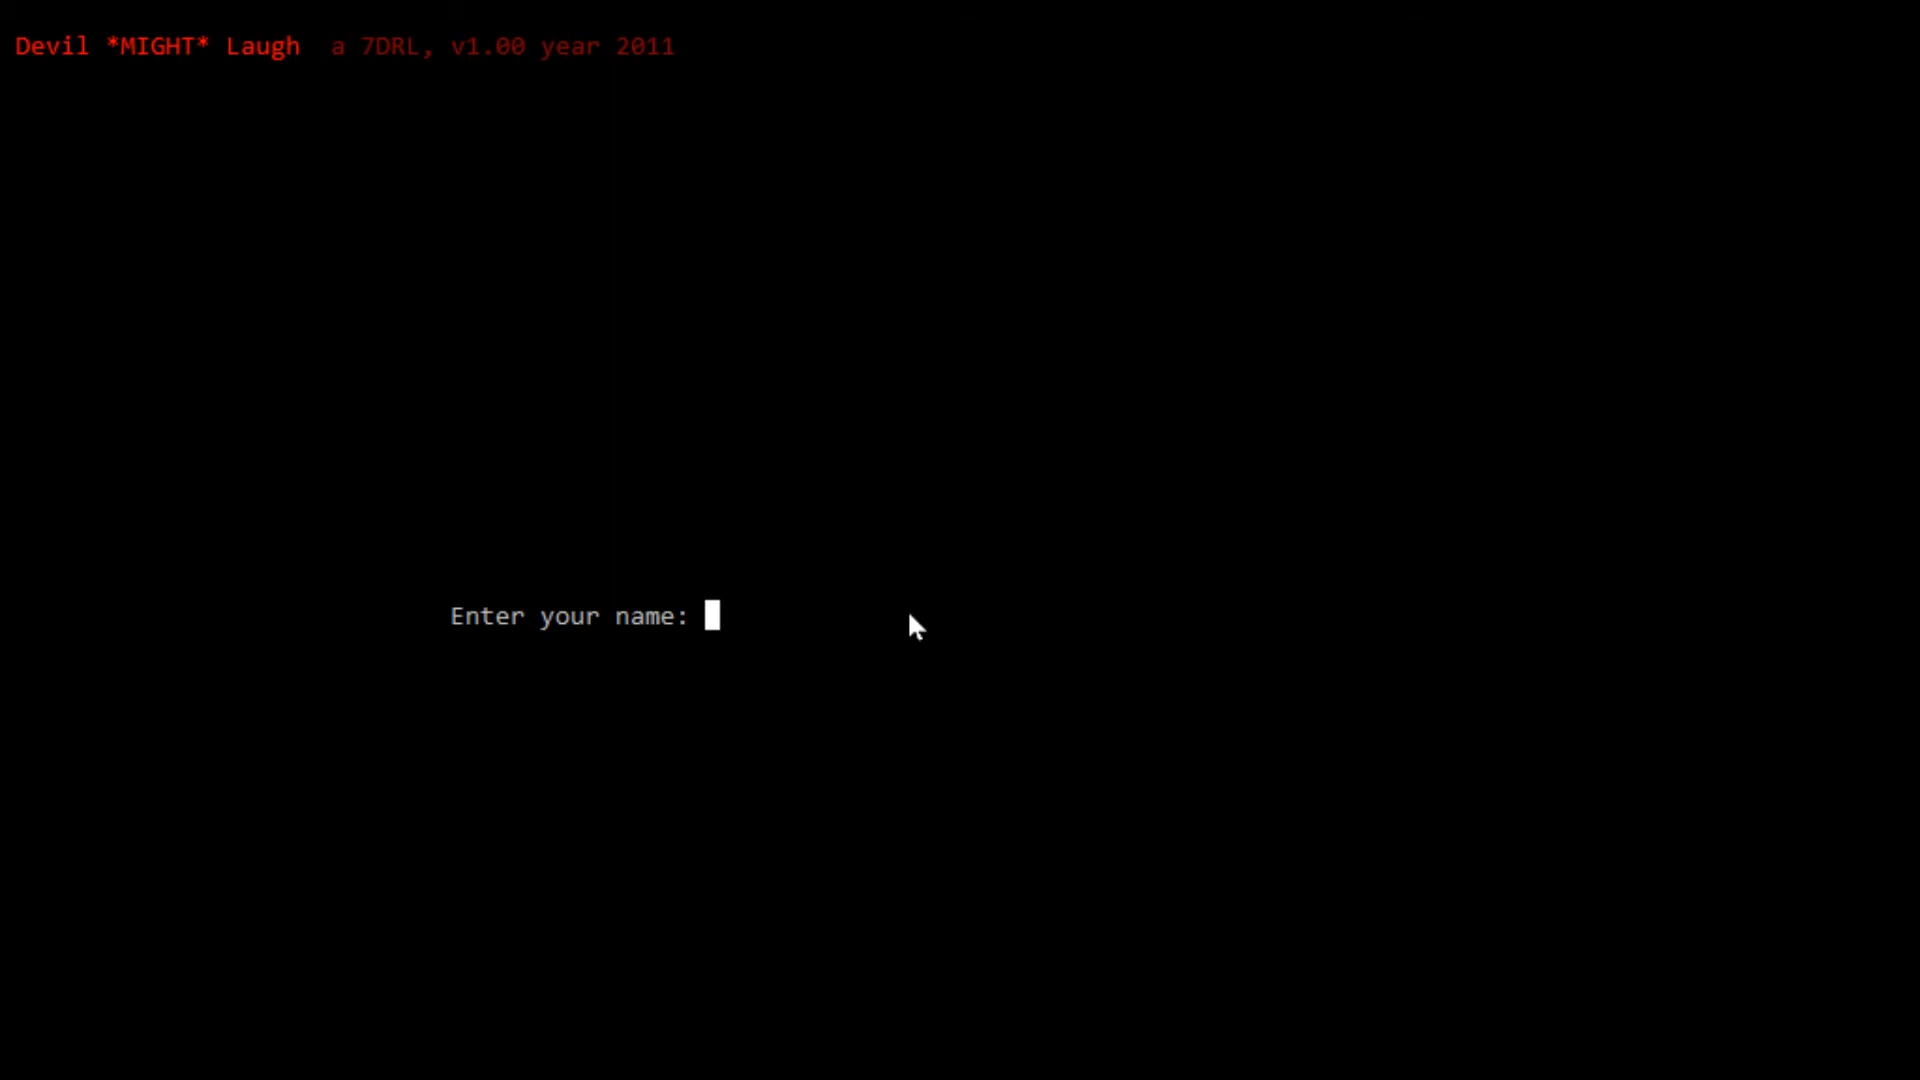 Devil *MIGHT* Laugh  a 7DRL, v1.00 year 2011
Enter your name: